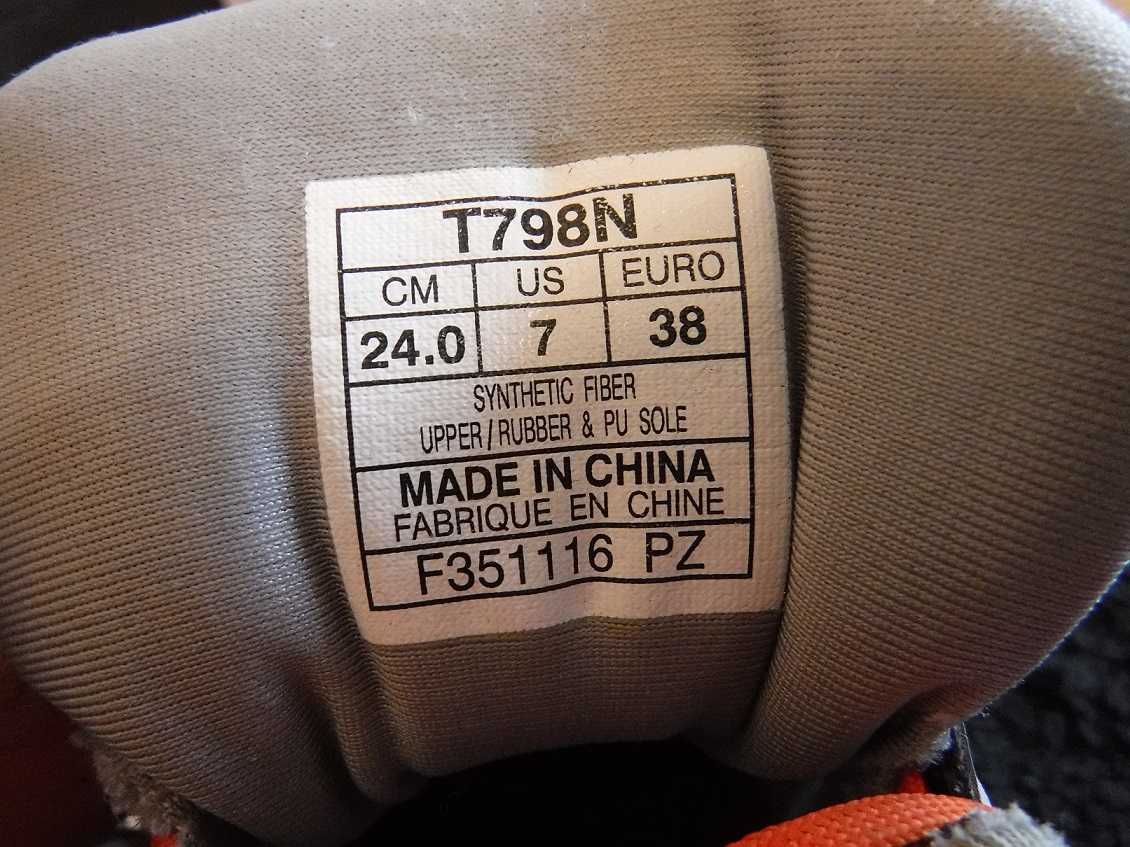 T798N
CM US EURO
24.0 7 38
SYNTHETIC FIBER
UPPER/RUBBER & PU SOLE
MADE IN CHINA
FABRIQUE EN CHINE
F351116 PZ